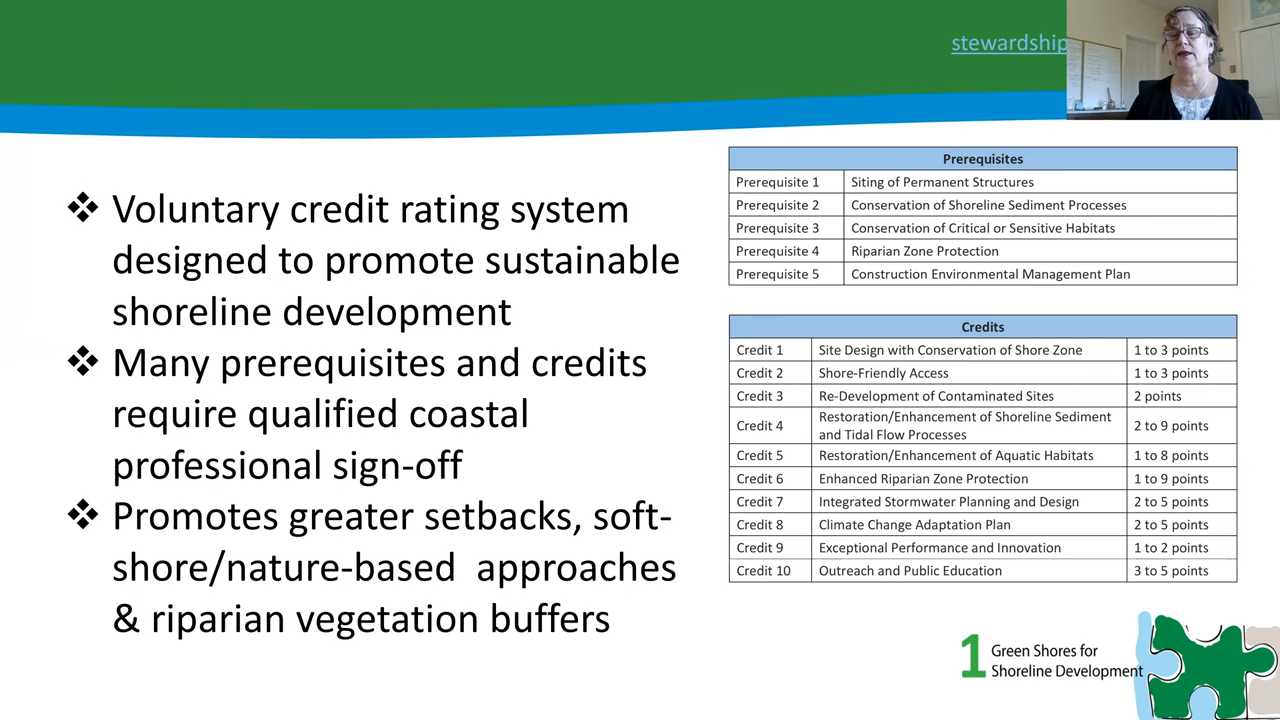 stewardship
❖ Voluntary credit rating system
designed to promote sustainable
shoreline development
❖ Many prerequisites and credits
require qualified coastal
professional sign-off
❖ Promotes greater setbacks, soft-
shore/nature-based approaches
& riparian vegetation buffers
Prerequisites
Prerequisite 1 Siting of Permanent Structures
Prerequisite 2 Conservation of Shoreline Sediment Processes
Prerequisite 3 Conservation of Critical or Sensitive Habitats
Prerequisite 4 Riparian Zone Protection
Prerequisite 5 Construction Environmental Management Plan
Credits
Credit 1 Site Design with Conservation of Shore Zone 1 to 3 points
Credit 2 Shore-Friendly Access 1 to 3 points
Credit 3 Re-Development of Contaminated Sites 2 points
Credit 4 Restoration/Enhancement of Shoreline Sediment
and Tidal Flow Processes 2 to 9 points
Credit 5 Restoration/Enhancement of Aquatic Habitats 1 to 8 points
Credit 6 Enhanced Riparian Zone Protection 1 to 9 points
Credit 7 Integrated Stormwater Planning and Design 2 to 5 points
Credit 8 Climate Change Adaptation Plan 2 to 5 points
Credit 9 Exceptional Performance and Innovation 1 to 2 points
Credit 10 Outreach and Public Education 3 to 5 points
1 Green Shores for
Shoreline Development